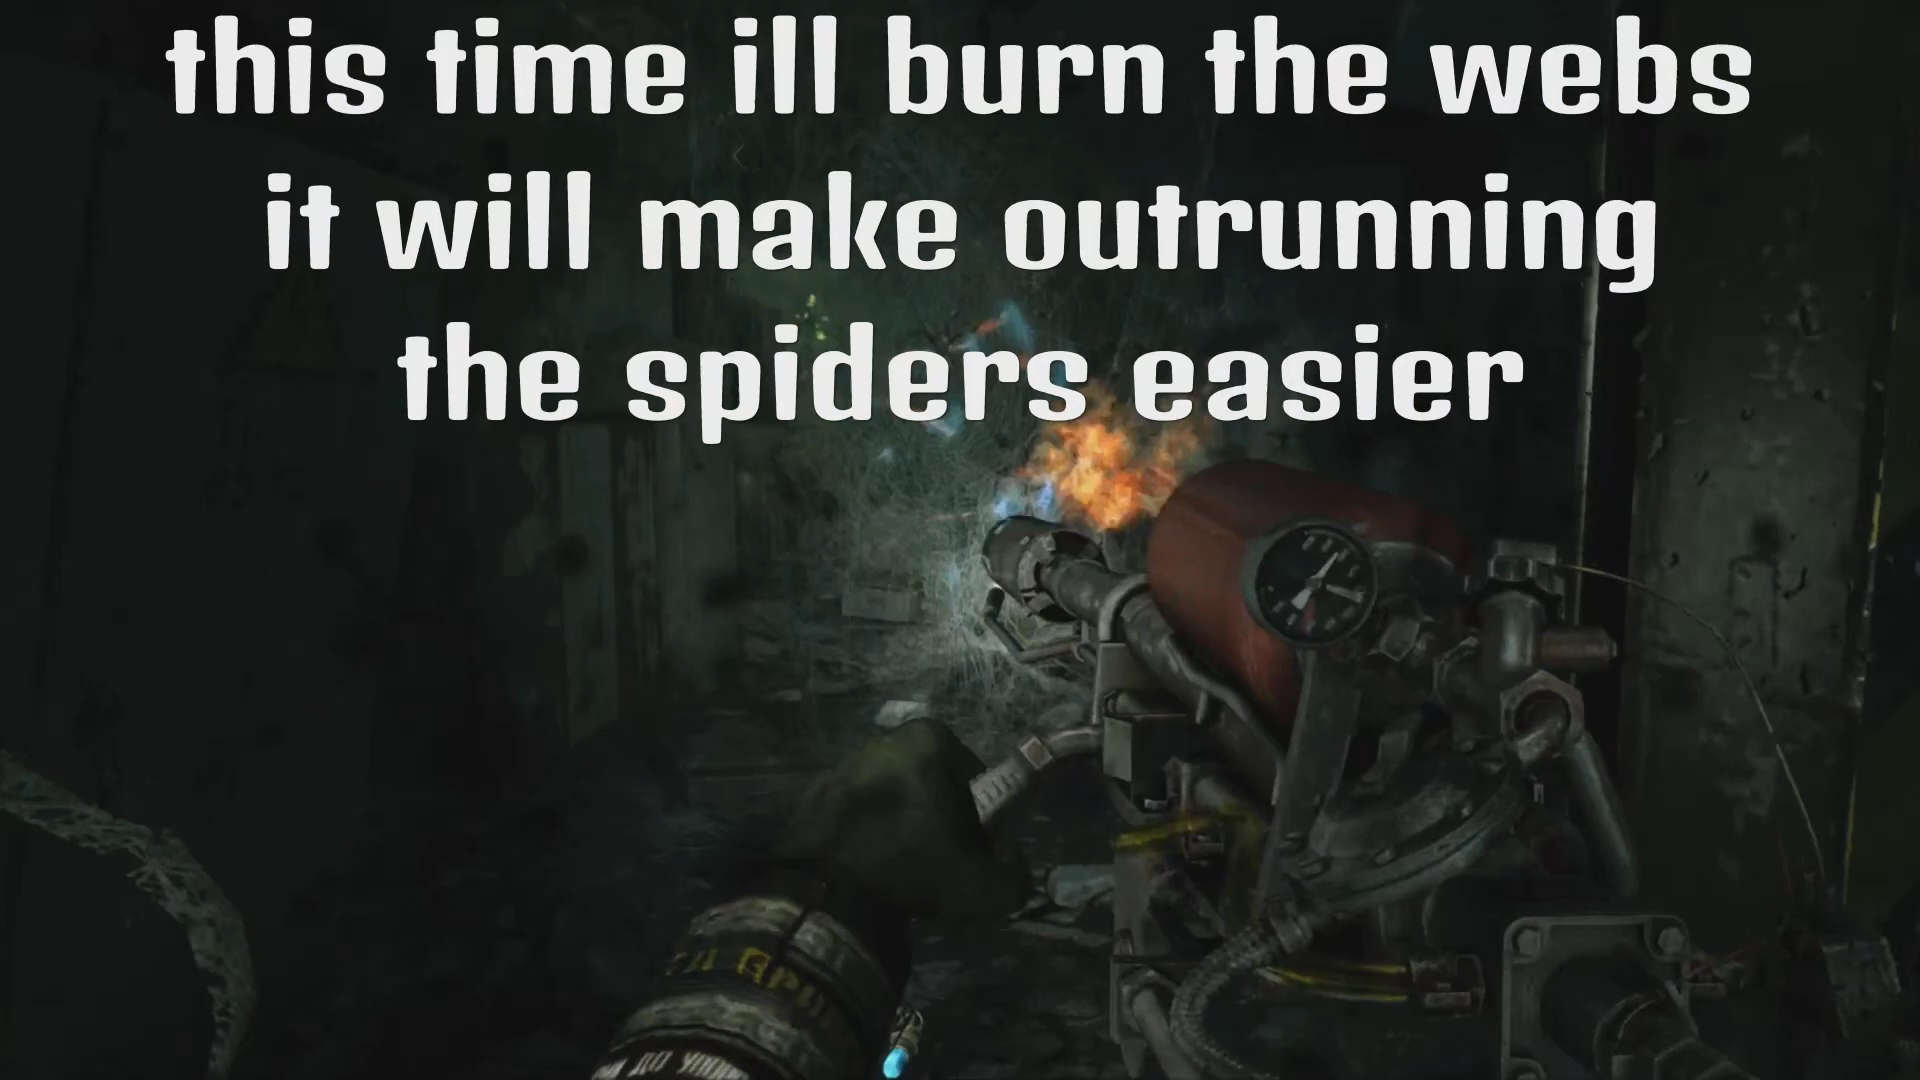 this time ill burn the webs
it will make outrunning
the spiders easier